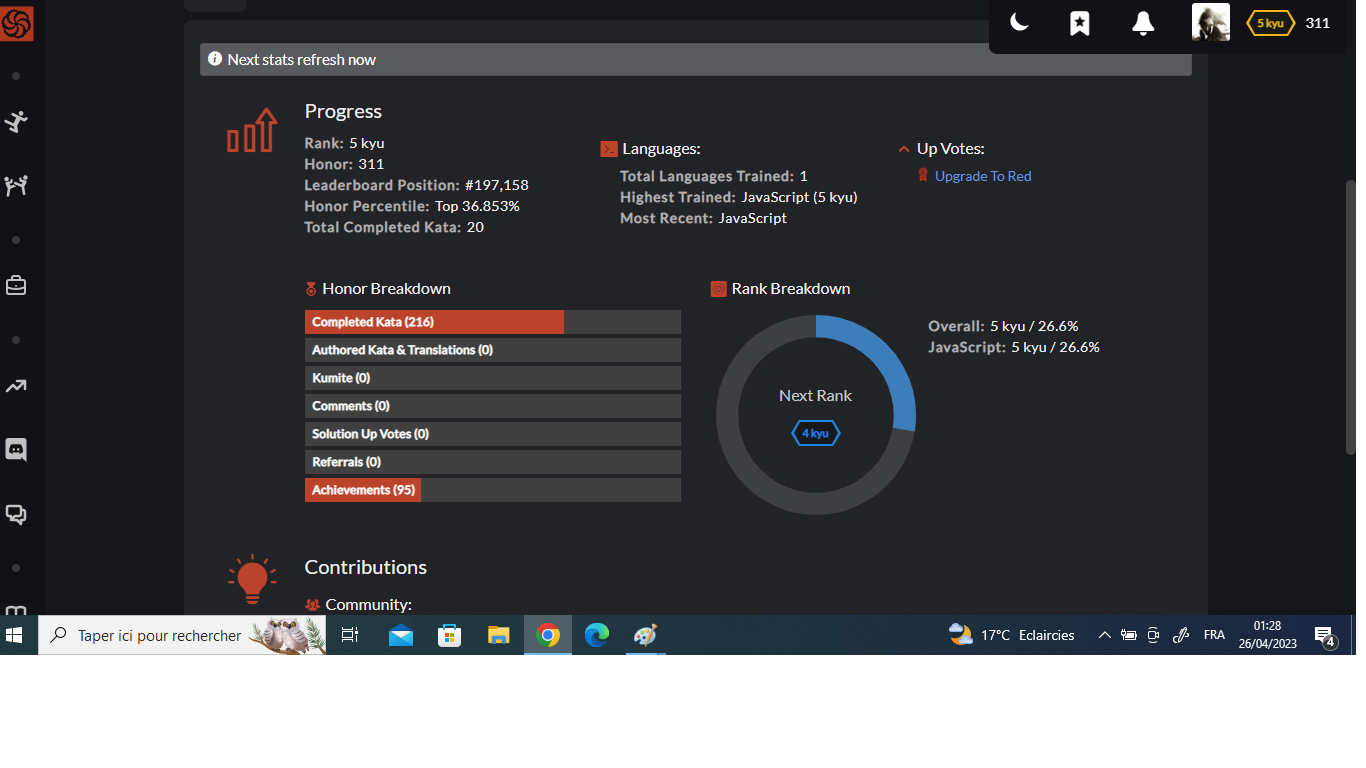 5 kyu 311
Next stats refresh now
Progress
Rank: 5 kyu
Honor: 311
Leaderboard Position: #197,158
Honor Percentile: Top 36.853%
Total Completed Kata: 20
Languages:
Total Languages Trained: 1
Highest Trained: JavaScript (5 kyu)
Most Recent: JavaScript
Up Votes:
Upgrade To Red
Honor Breakdown
Completed Kata (216)
Authored Kata & Translations (0)
Kumite (0)
Comments (0)
Solution Up Votes (0)
Referrals (0)
Achievements (95)
Rank Breakdown
Next Rank
4 kyu
Overall: 5 kyu / 26.6%
JavaScript: 5 kyu / 26.6%
Contributions
Community:
Taper ici pour rechercher
17°C Eclaircies
FRA
01:28
26/04/2023
4